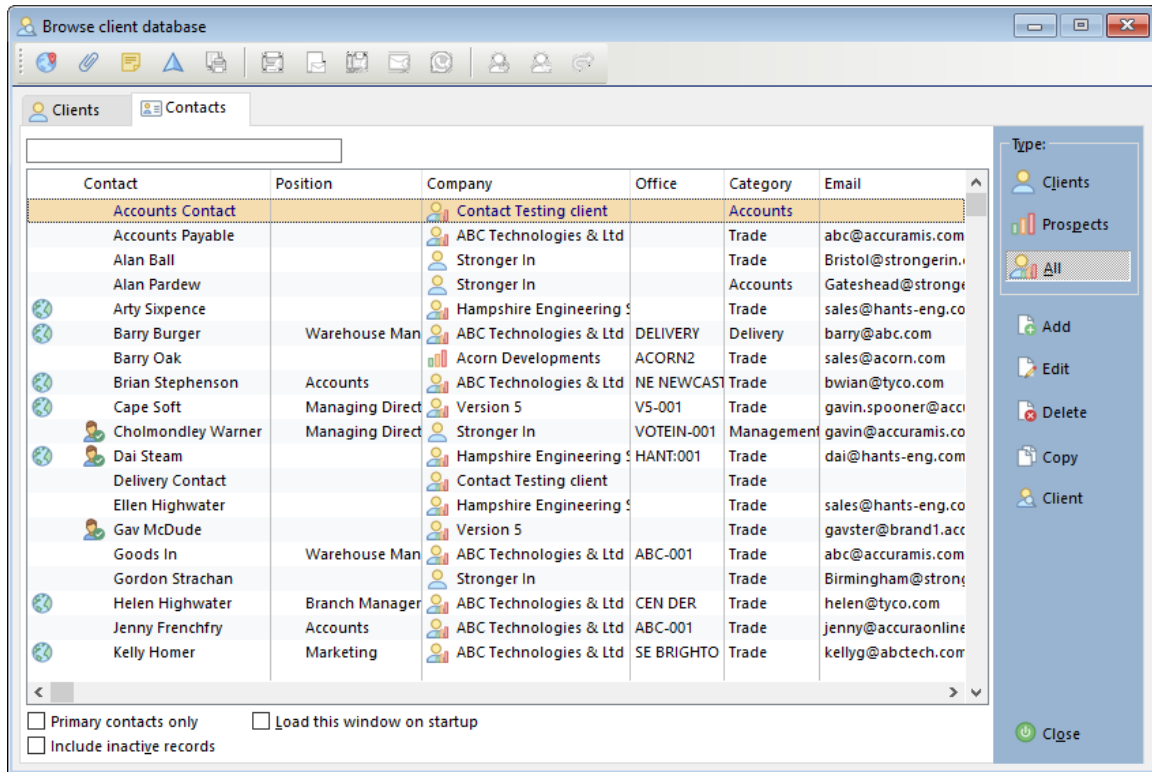 Browse client database
Clients Contacts
Type:
Clients
Prospects
All
Add
Edit
Delete
Copy
Client
Close
Contact Position Company Office Category Email
Accounts Contact Contact Testing client Accounts
Accounts Payable ABC Technologies & Ltd Trade abc@accuramis.com
Alan Ball Stronger In Trade Bristol@strongerin.
Alan Pardew Stronger In Accounts Gateshead@stronge
Arty Sixpence Hampshire Engineering S Trade sales@hants-eng.co
Barry Burger Warehouse Man ABC Technologies & Ltd DELIVERY Delivery barry@abc.com
Barry Oak Acorn Developments ACORN2 Trade sales@acorn.com
Brian Stephenson Accounts ABC Technologies & Ltd NE NEWCAST Trade bwian@tyco.com
Cape Soft Managing Direct Version 5 V5-001 Trade gavin.spooner@accu
Cholmondley Warner Managing Direct Stronger In VOTEIN-001 Management gavin@accuramis.co
Dai Steam Hampshire Engineering S HANT:001 Trade dai@hants-eng.com
Delivery Contact Contact Testing client Trade
Ellen Highwater Hampshire Engineering S Trade sales@hants-eng.co
Gav McDude Version 5 Trade gavster@brand1.acc
Goods In Warehouse Man ABC Technologies & Ltd ABC-001 Trade abc@accuramis.com
Gordon Strachan Stronger In Trade Birmingham@strong
Helen Highwater Branch Manager ABC Technologies & Ltd CEN DER Trade helen@tyco.com
Jenny Frenchfry Accounts ABC Technologies & Ltd ABC-001 Trade jenny@accuraonline
Kelly Homer Marketing ABC Technologies & Ltd SE BRIGHTO Trade kellyg@abctech.com
Primary contacts only Load this window on startup
Include inactive records